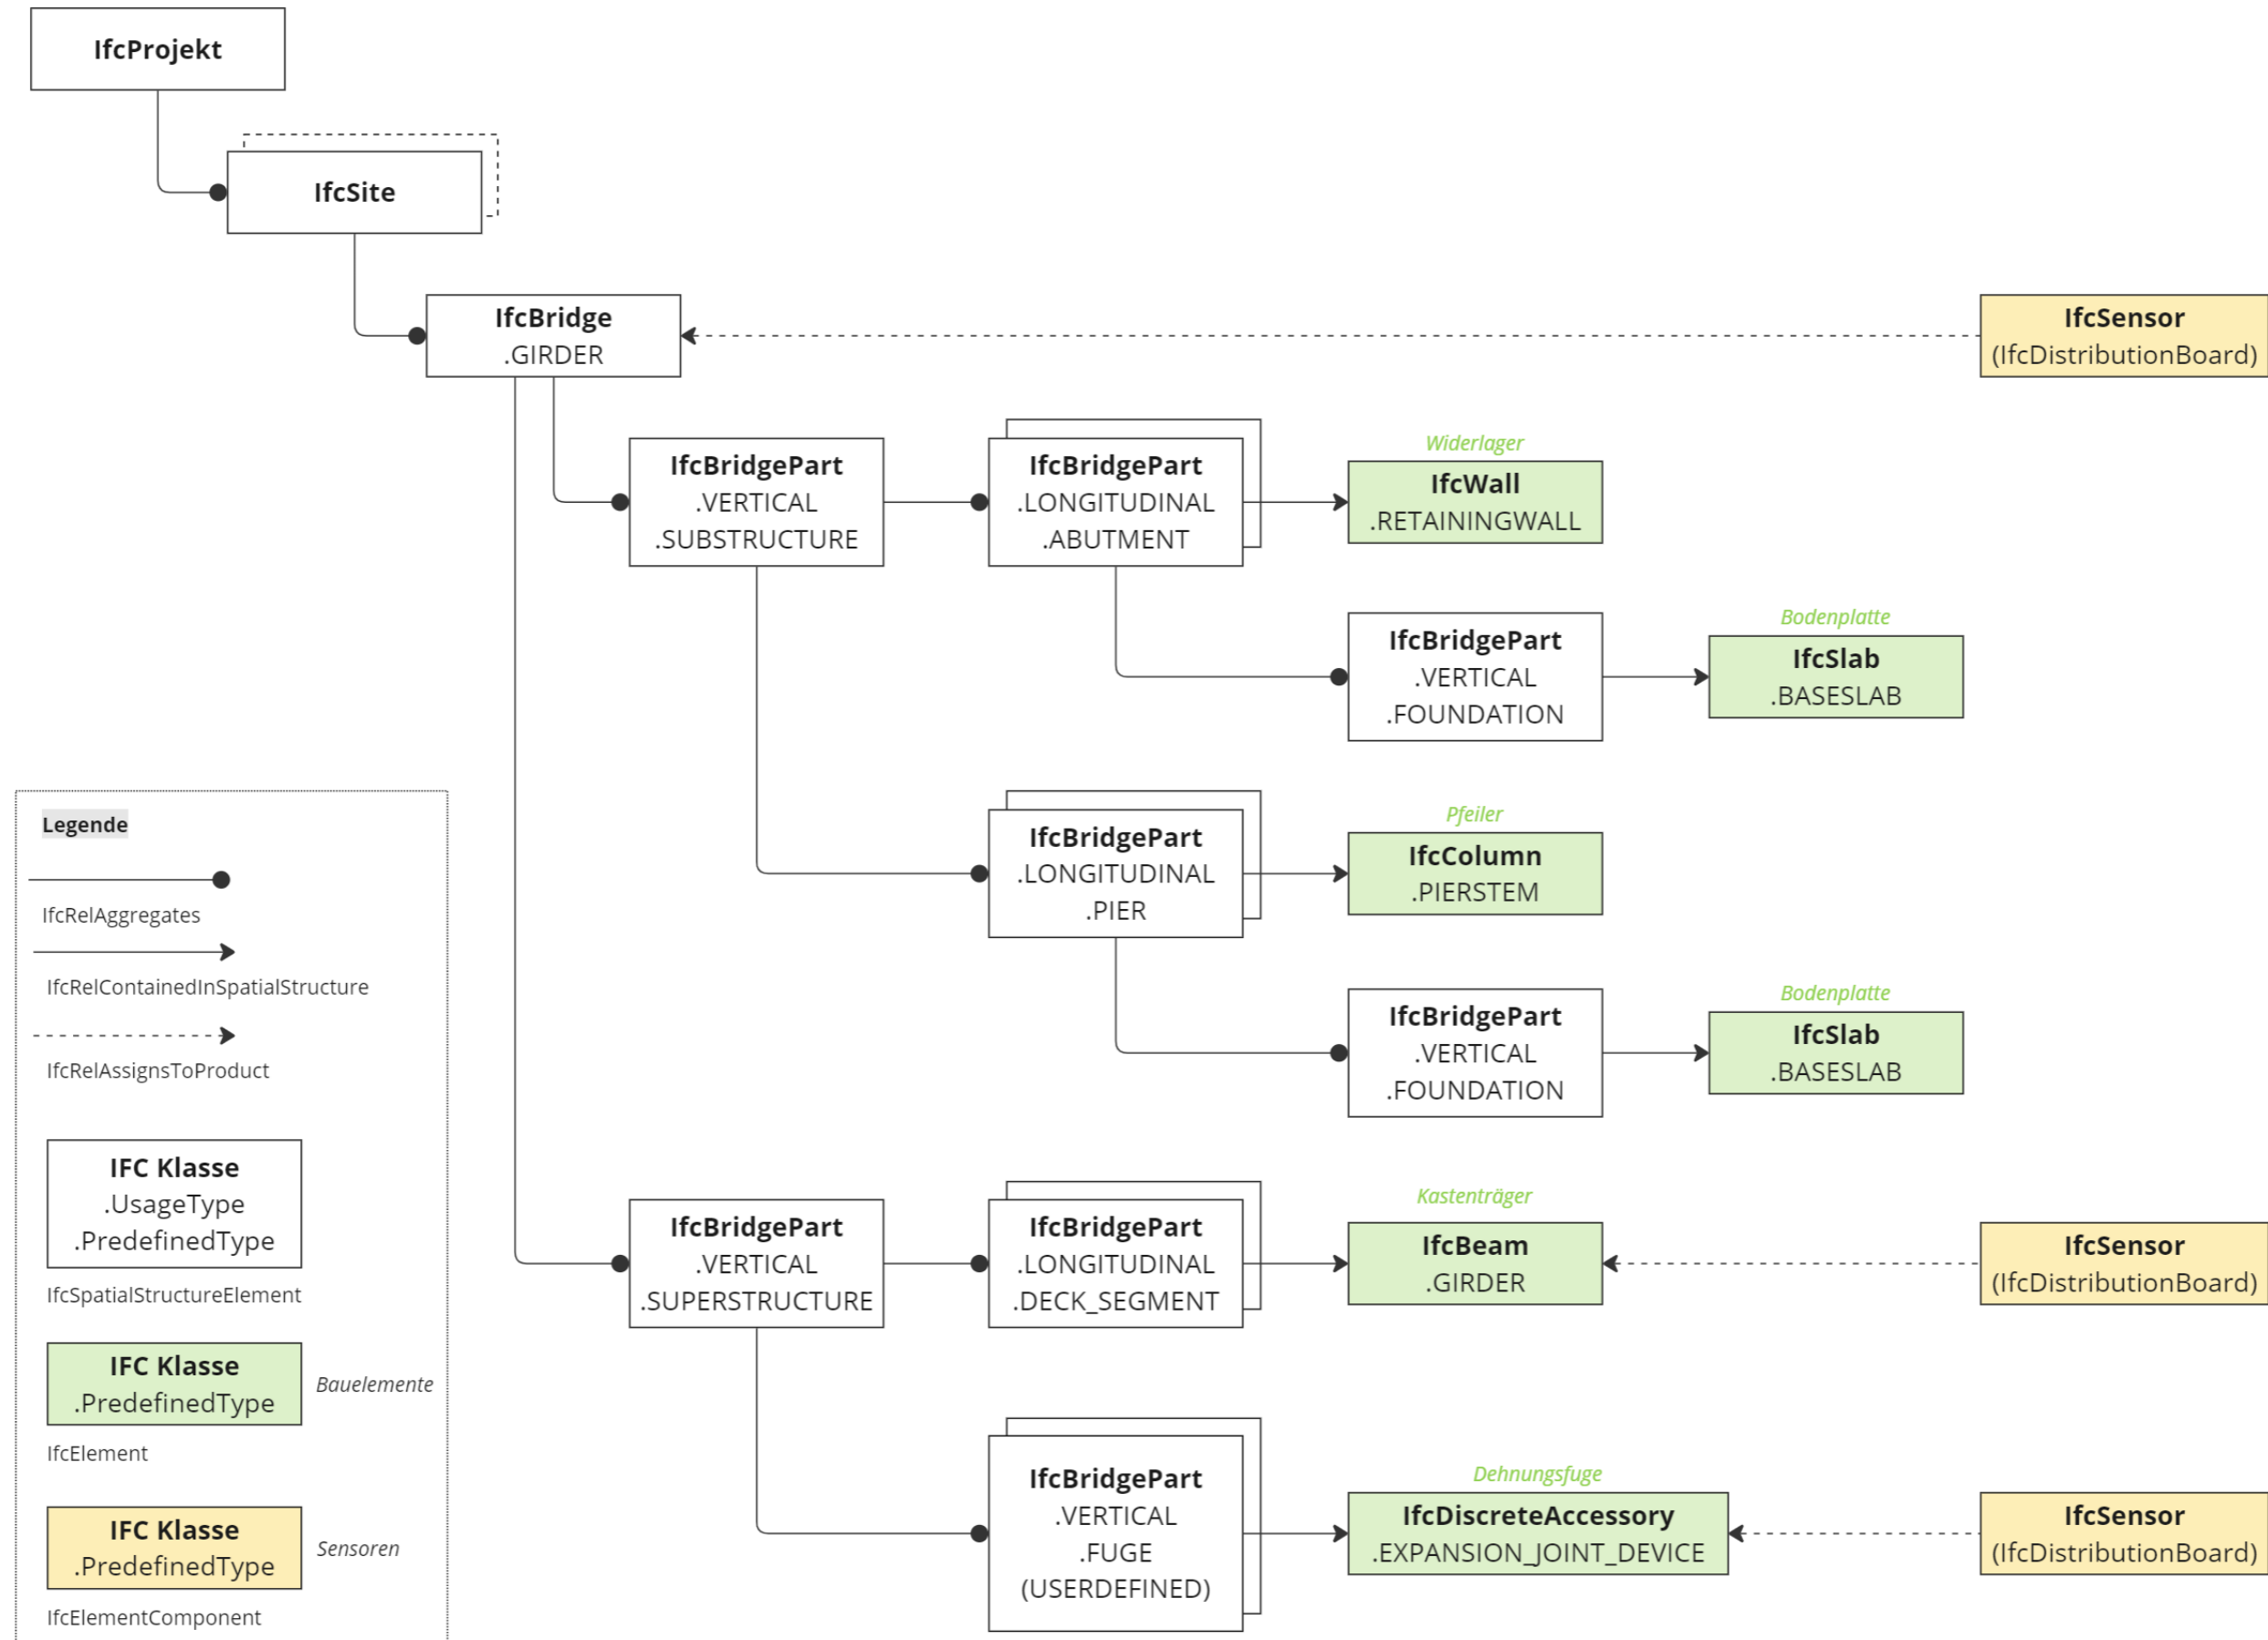 IfcProjekt
IfcSite
IfcBridge
.GIRDER
IfcSensor
(IfcDistributionBoard)
IfcBridgePart
.VERTICAL
.SUBSTRUCTURE
IfcBridgePart
.LONGITUDINAL
.ABUTMENT
Widerlager
IfcWall
.RETAININGWALL
IfcBridgePart
.VERTICAL
.FOUNDATION
Bodenplatte
IfcSlab
.BASESLAB
IfcBridgePart
.LONGITUDINAL
.PIER
Pfeiler
IfcColumn
.PIERSTEM
IfcBridgePart
.VERTICAL
.FOUNDATION
Bodenplatte
IfcSlab
.BASESLAB
IfcBridgePart
.VERTICAL
.SUPERSTRUCTURE
IfcBridgePart
.LONGITUDINAL
.DECK_SEGMENT
Kastenträger
IfcBeam
.GIRDER
IfcSensor
(IfcDistributionBoard)
IfcBridgePart
.VERTICAL
.FUGE
(USERDEFINED)
Dehnungsfuge
IfcDiscreteAccessory
.EXPANSION_JOINT_DEVICE
IfcSensor
(IfcDistributionBoard)
Legende
IfcRelAggregates
IfcRelContainedInSpatialStructure
IfcRelAssignsToProduct
IFC Klasse
.UsageType
.PredefinedType
IfcSpatialStructureElement
IFC Klasse
.PredefinedType
Bauelemente
IfcElement
IFC Klasse
.PredefinedType
Sensoren
IfcElementComponent